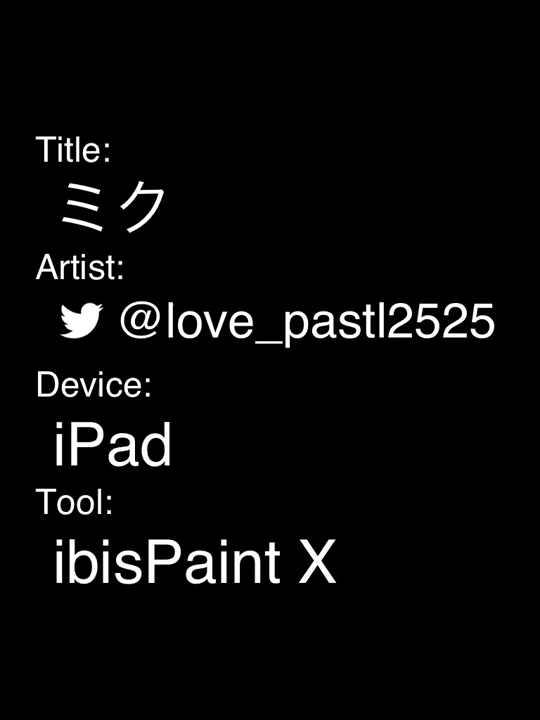 Title:
ミク
Artist:
@love_pastl2525
Device:
iPad
Tool:
ibisPaint X